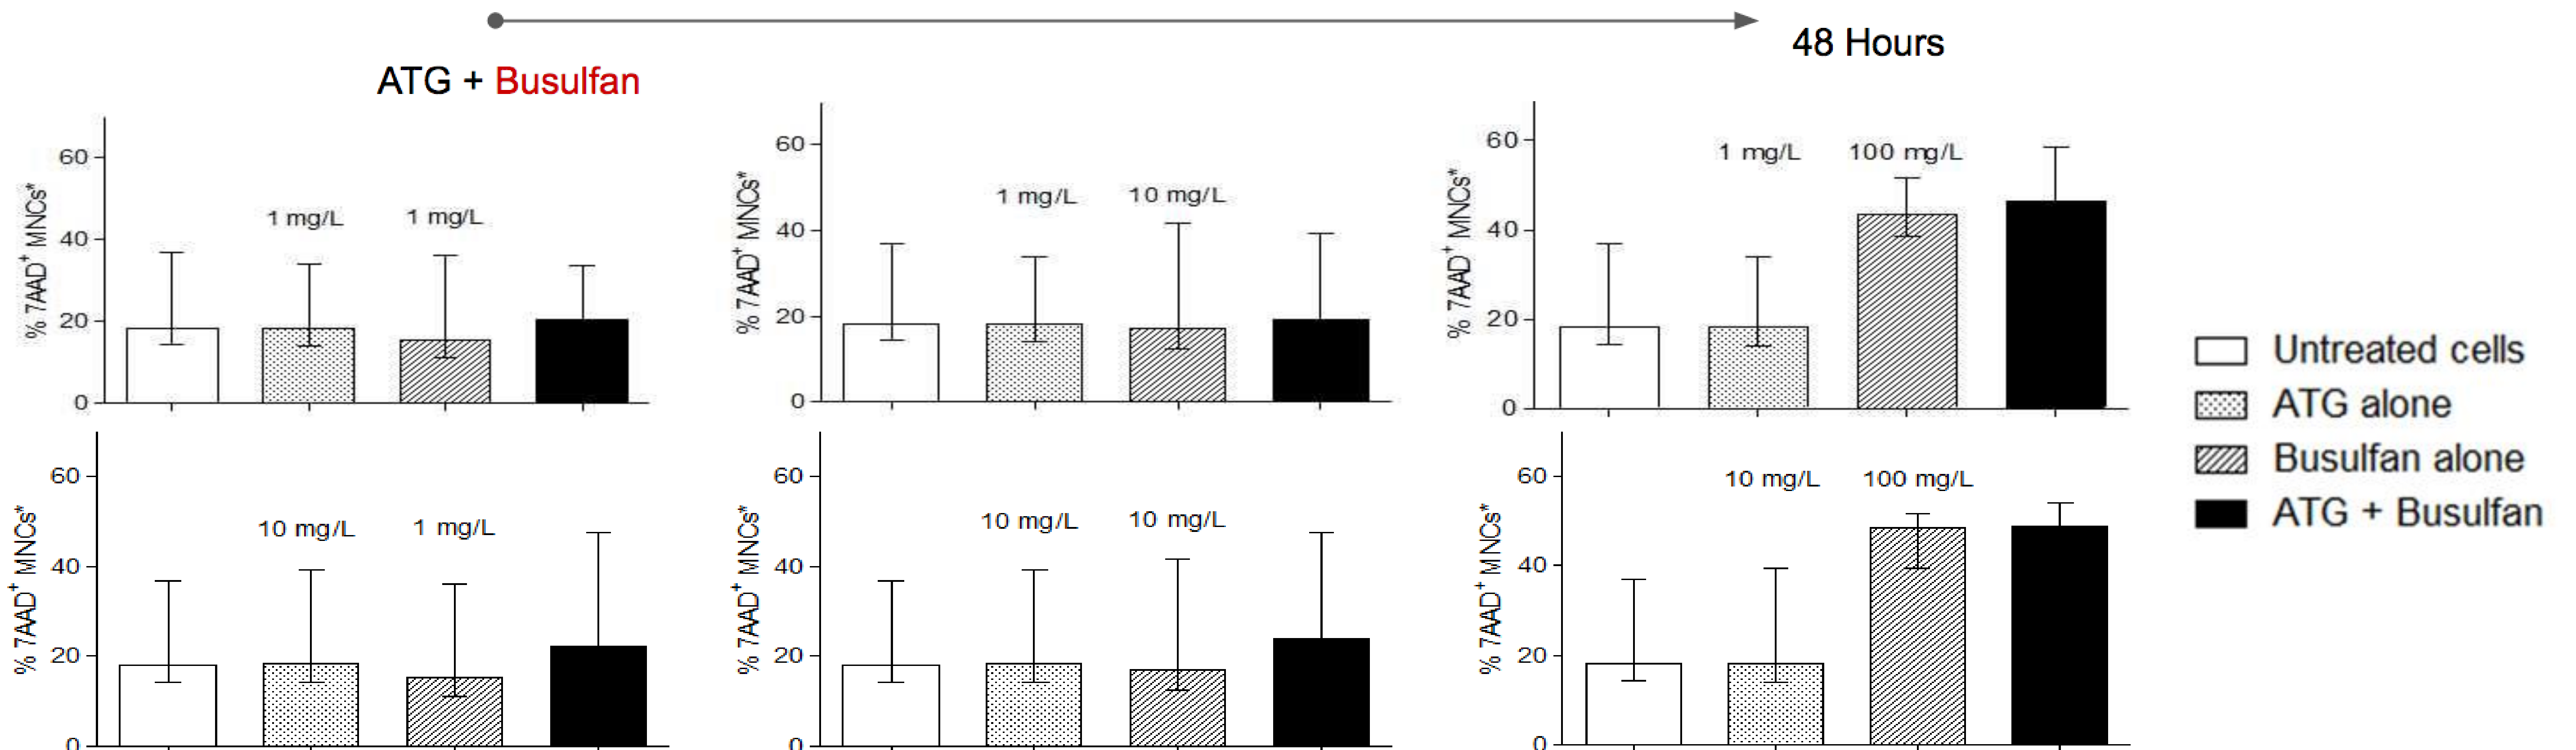 48 Hours
ATG + Busulfan
% 7AAD+ MNCs*
60
40
20
0
1 mg/L 1 mg/L
% 7AAD+ MNCs*
60
40
20
0
1 mg/L 10 mg/L
% 7AAD+ MNCs*
60
40
20
0
1 mg/L 100 mg/L
% 7AAD+ MNCs*
60
40
20
0
10 mg/L 1 mg/L
% 7AAD+ MNCs*
60
40
20
0
10 mg/L 10 mg/L
% 7AAD+ MNCs*
60
40
20
0
10 mg/L 100 mg/L
Untreated cells
ATG alone
Busulfan alone
ATG + Busulfan